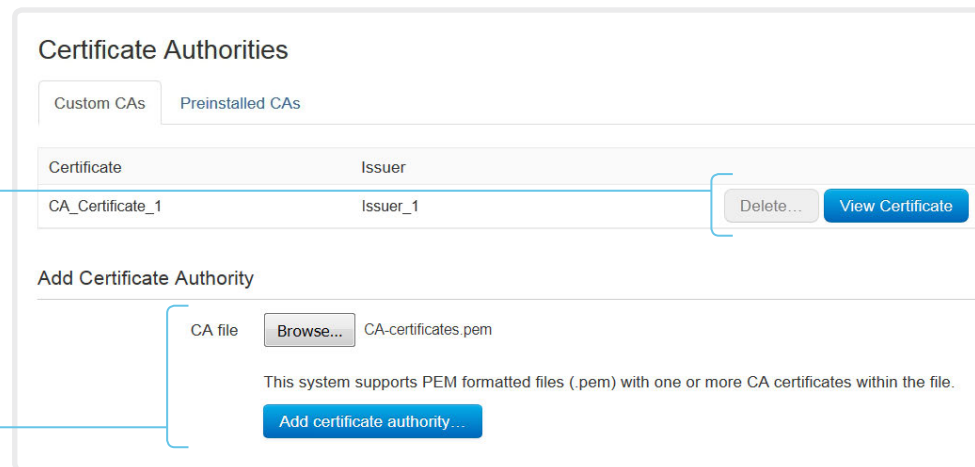 Certificate Authorities
Custom CAs Preinstalled CAs
Certificate Issuer
CA_Certificate_1 Issuer_1 Delete... View Certificate
Add Certificate Authority
CA file Browse... CA-certificates.pem
This system supports PEM formatted files (.pem) with one or more CA certificates within the file.
Add certificate authority...